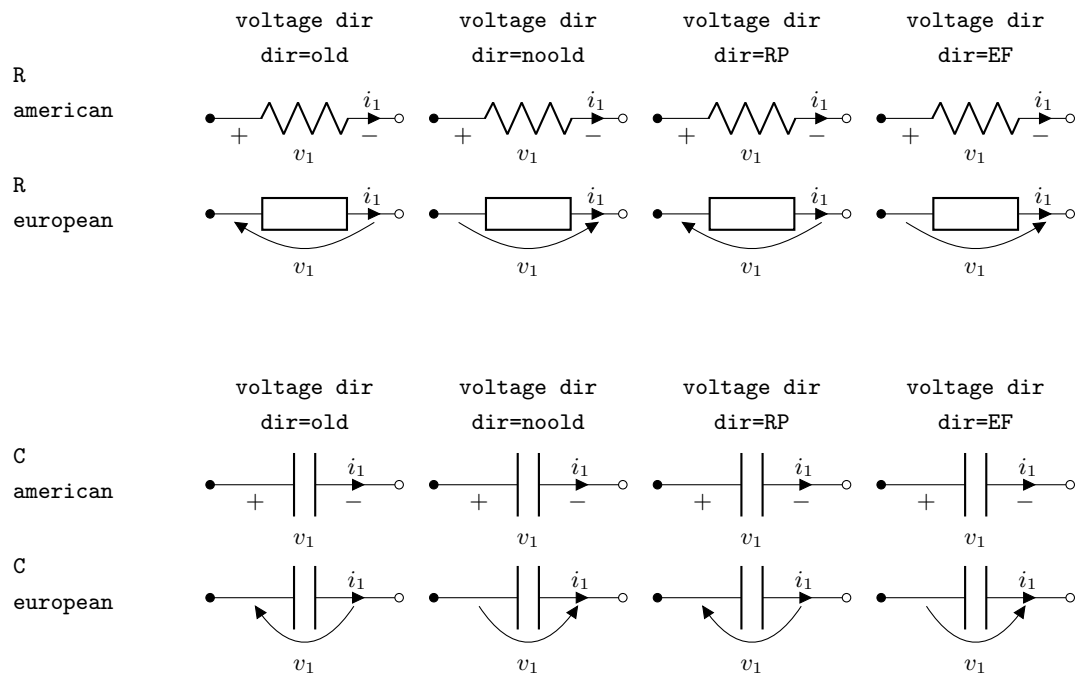 voltage dir voltage dir voltage dir voltage dir
dir=old dir=noold dir=RP dir=EF
R
american
i₁ i₁ i₁ i₁
+ − + − + − + −
v₁ v₁ v₁ v₁
R
european
i₁ i₁ i₁ i₁
v₁ v₁ v₁ v₁
voltage dir voltage dir voltage dir voltage dir
dir=old dir=noold dir=RP dir=EF
C
american
i₁ i₁ i₁ i₁
+ − + − + − + −
v₁ v₁ v₁ v₁
C
european
i₁ i₁ i₁ i₁
v₁ v₁ v₁ v₁